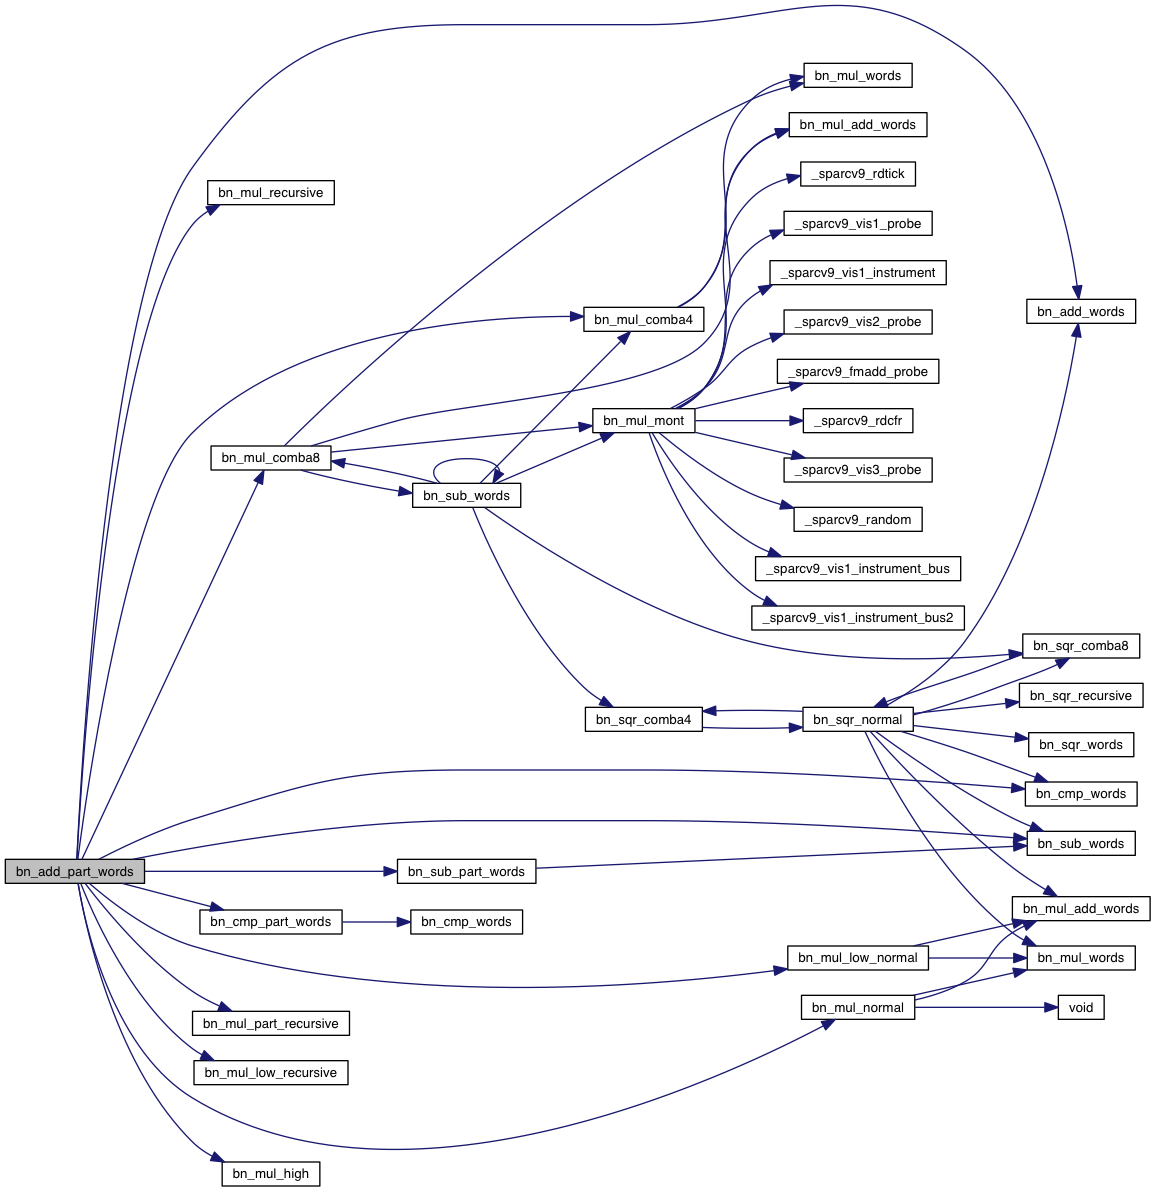 bn_mul_words
bn_mul_add_words
_sparcv9_rdtick
bn_mul_recursive
_sparcv9_vis1_probe
_sparcv9_vis1_instrument
bn_add_words
bn_mul_comba4
_sparcv9_vis2_probe
_sparcv9_fmadd_probe
bn_mul_mont
_sparcv9_rdcfr
bn_mul_comba8
_sparcv9_vis3_probe
bn_sub_words
_sparcv9_random
_sparcv9_vis1_instrument_bus
_sparcv9_vis1_instrument_bus2
bn_sqr_comba8
bn_sqr_recursive
bn_sqr_comba4
bn_sqr_normal
bn_sqr_words
bn_cmp_words
bn_sub_words
bn_add_part_words
bn_sub_part_words
bn_mul_add_words
bn_cmp_part_words
bn_cmp_words
bn_mul_low_normal
bn_mul_words
bn_mul_normal
void
bn_mul_part_recursive
bn_mul_low_recursive
bn_mul_high